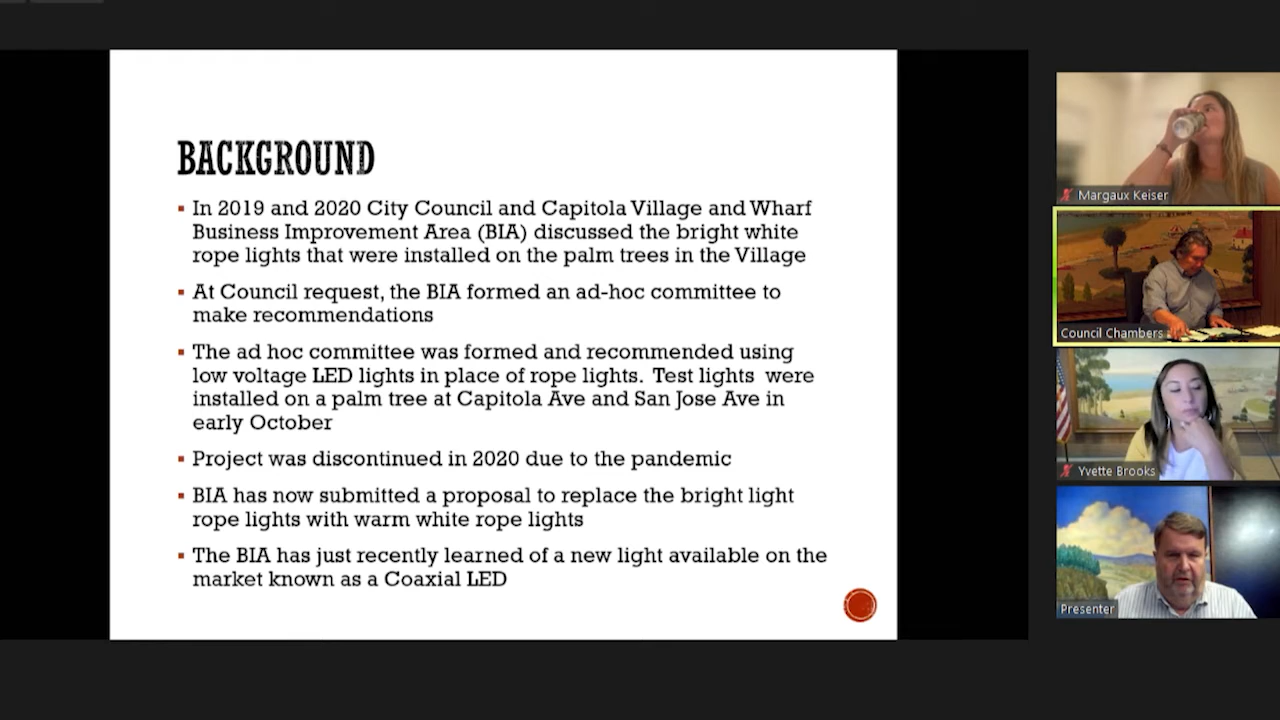 BACKGROUND
▪ In 2019 and 2020 City Council and Capitola Village and Wharf
Business Improvement Area (BIA) discussed the bright white
rope lights that were installed on the palm trees in the Village
▪ At Council request, the BIA formed an ad-hoc committee to
make recommendations
▪ The ad hoc committee was formed and recommended using
low voltage LED lights in place of rope lights. Test lights were
installed on a palm tree at Capitola Ave and San Jose Ave in
early October
▪ Project was discontinued in 2020 due to the pandemic
▪ BIA has now submitted a proposal to replace the bright light
rope lights with warm white rope lights
▪ The BIA has just recently learned of a new light available on the
market known as a Coaxial LED
Margaux Keiser
Council Chambers
Yvette Brooks
Presenter